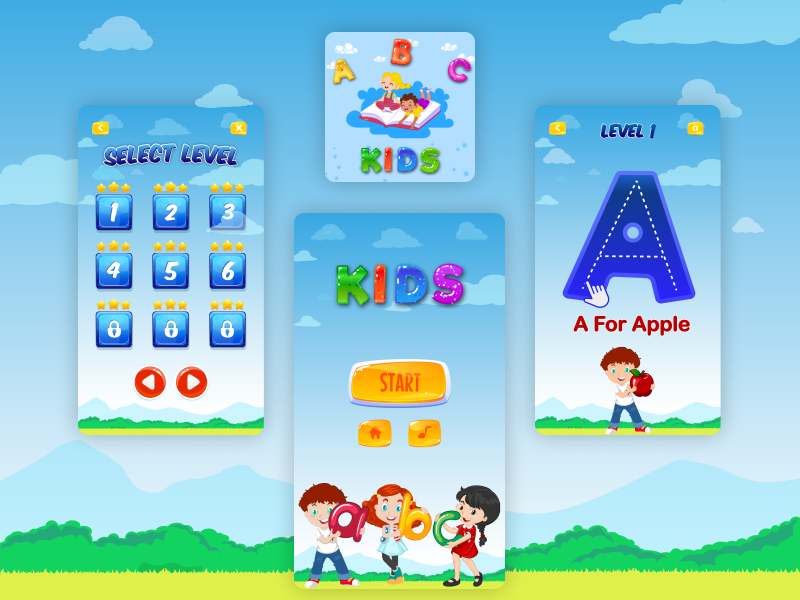 A B C
KIDS
SELECT LEVEL
1 2 3
4 5 6
KIDS
START
a b c
LEVEL 1
A
A For Apple